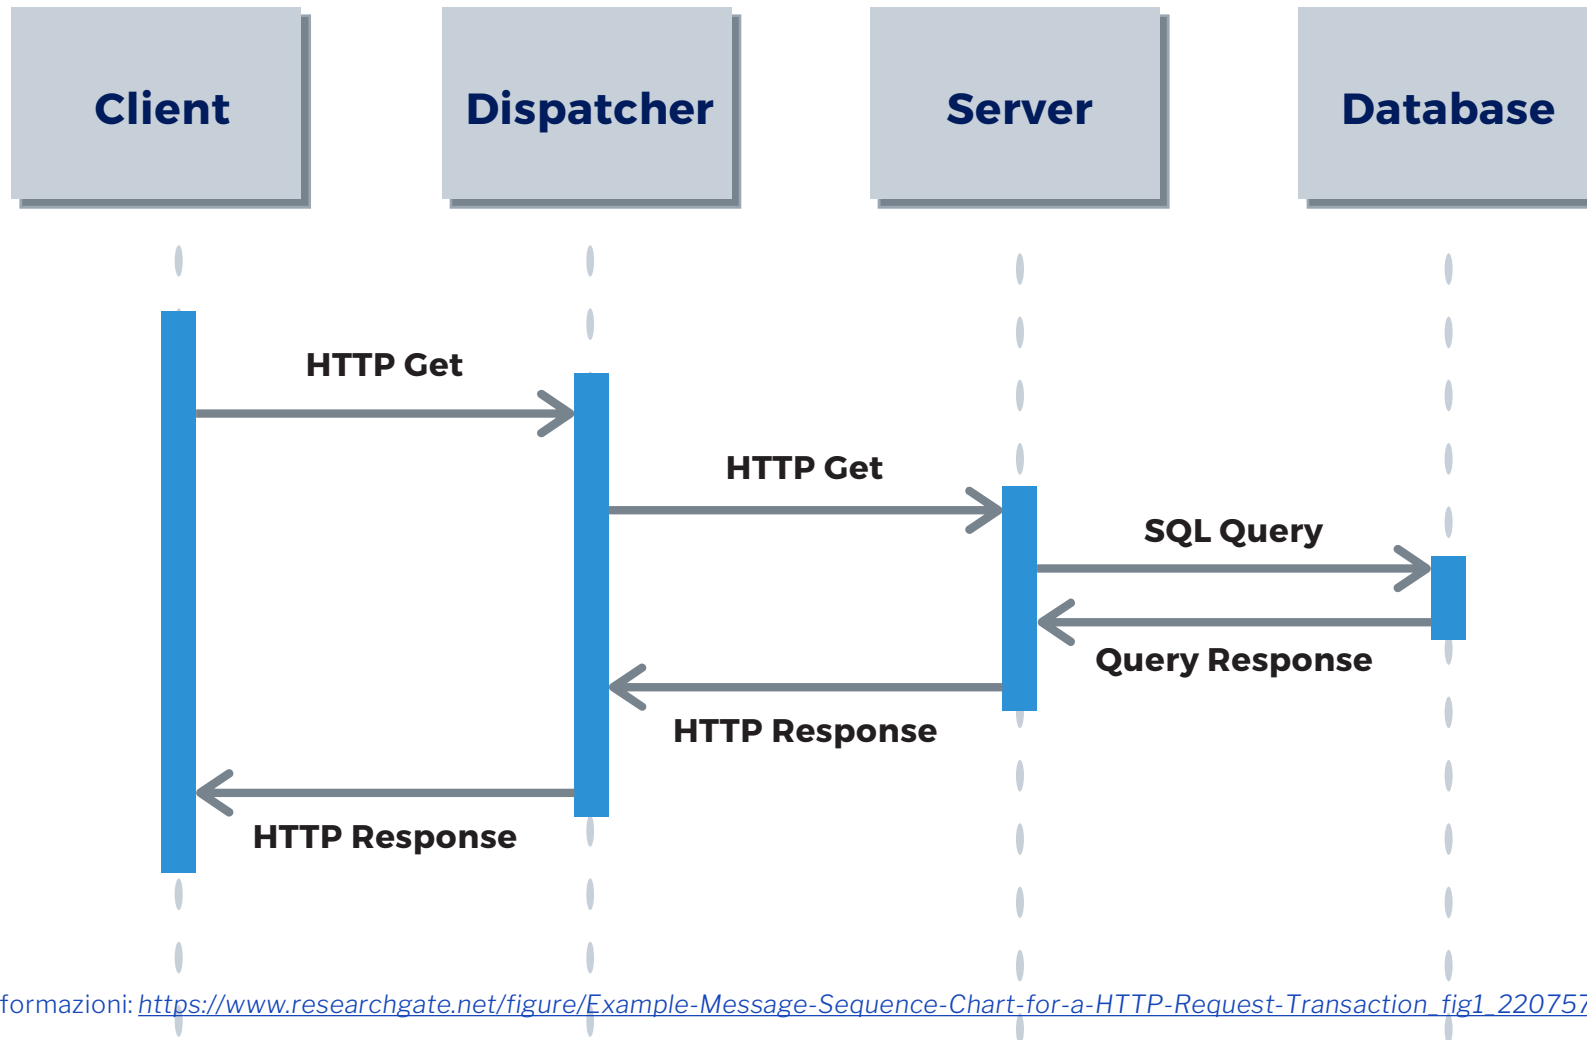 Client
Dispatcher
Server
Database
HTTP Get
HTTP Get
SQL Query
Query Response
HTTP Response
HTTP Response
formazioni: https://www.researchgate.net/figure/Example-Message-Sequence-Chart-for-a-HTTP-Request-Transaction_fig1_220757